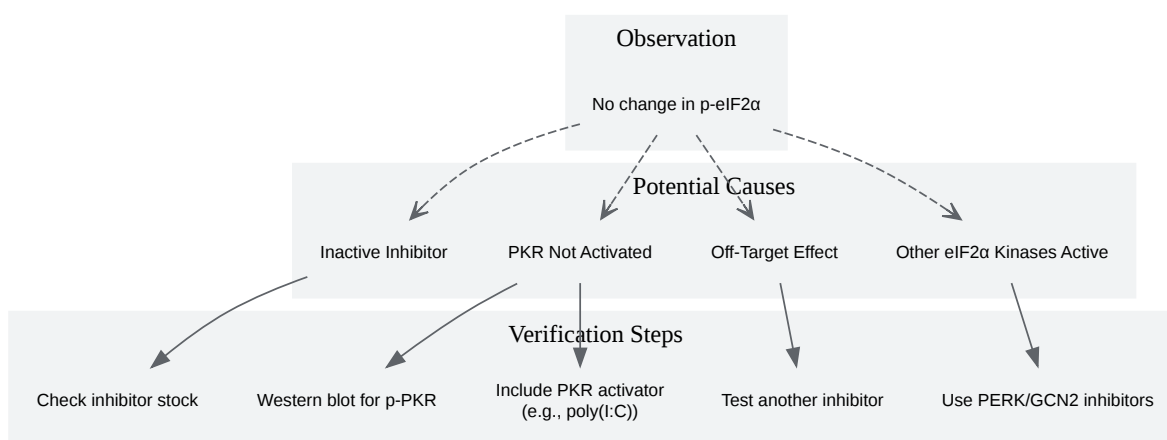 Observation
No change in p-eIF2α
Potential Causes
Inactive Inhibitor
PKR Not Activated
Off-Target Effect
Other eIF2α Kinases Active
Verification Steps
Check inhibitor stock
Western blot for p-PKR
Include PKR activator
(e.g., poly(I:C))
Test another inhibitor
Use PERK/GCN2 inhibitors